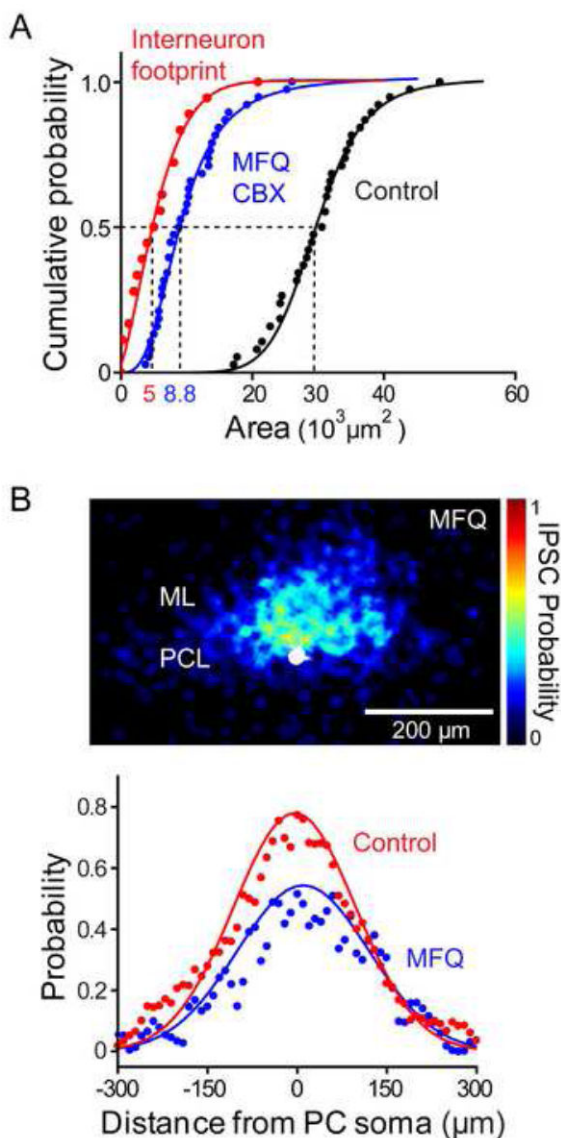 A
Interneuron
footprint
MFQ
CBX
Control
Cumulative probability
1.0
0.5
0
0 5 8.8 20 30 40 60
Area (10³µm²)
B
MFQ
ML
PCL
200 µm
1
IPSC Probability
0
Probability
0.8
0.6
0.4
0.2
0
Control
MFQ
-300 -150 0 150 300
Distance from PC soma (µm)